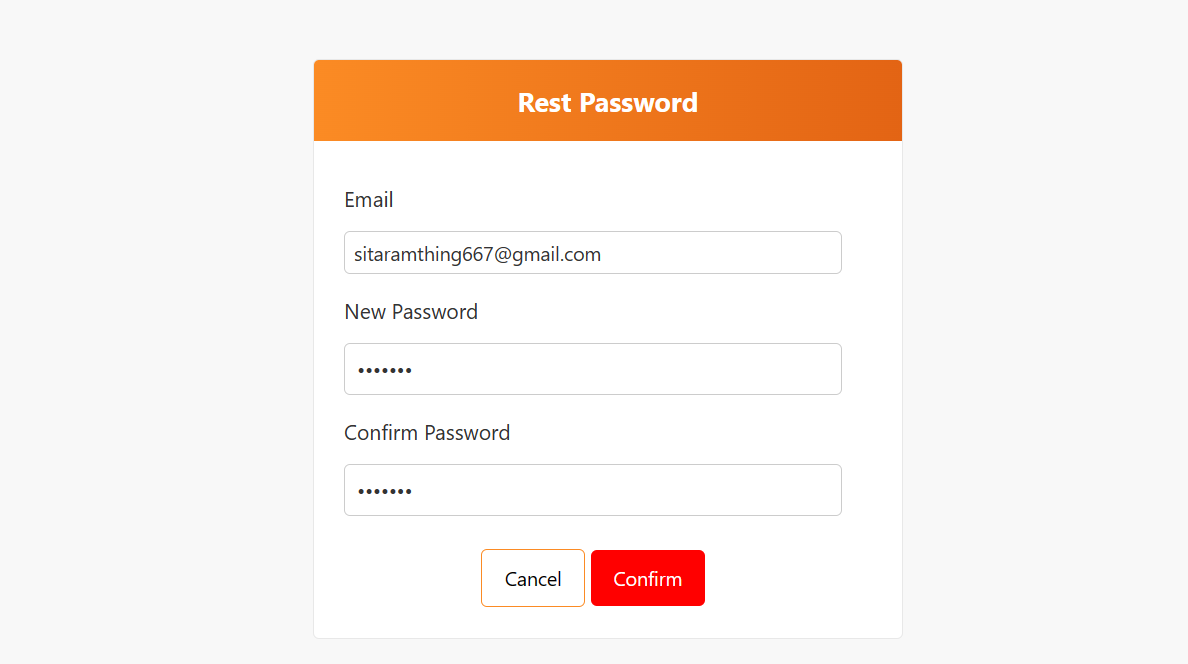 Rest Password
Email
sitaramthing667@gmail.com
New Password
•••••••
Confirm Password
•••••••
Cancel Confirm